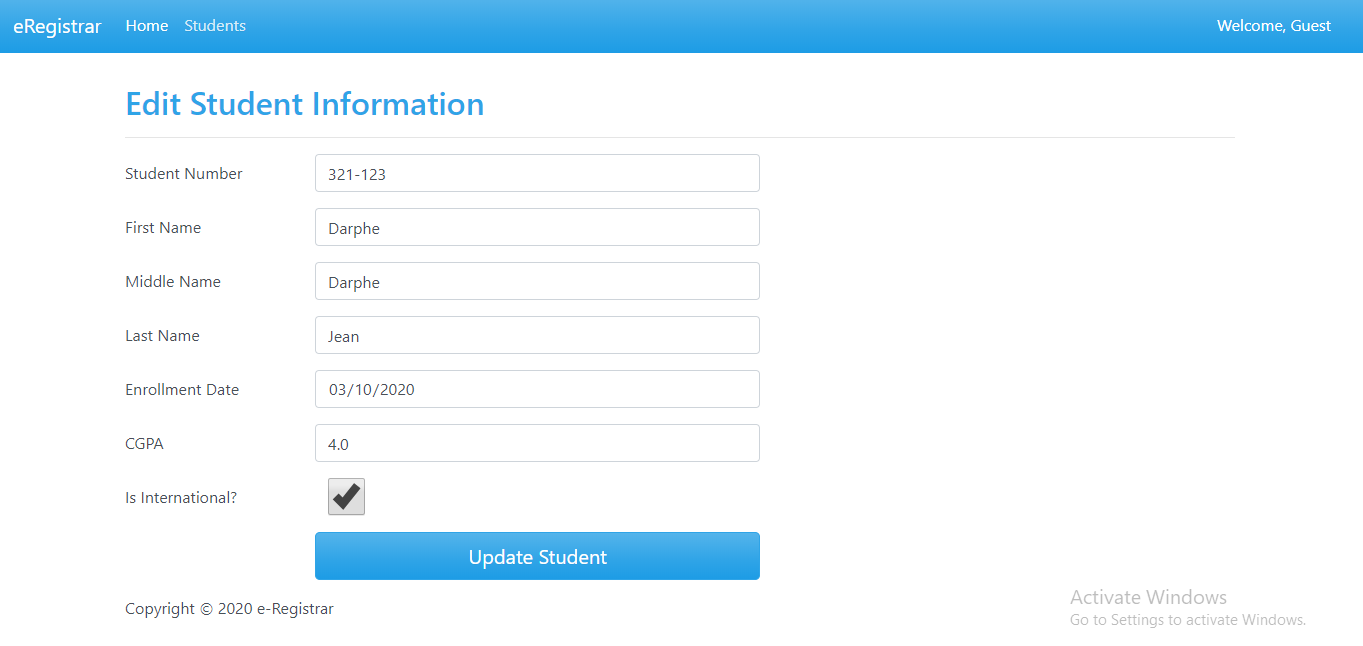 eRegistrar Home Students Welcome, Guest
Edit Student Information
Student Number 321-123
First Name Darphe
Middle Name Darphe
Last Name Jean
Enrollment Date 03/10/2020
CGPA 4.0
Is International?
Update Student
Copyright © 2020 e-Registrar
Activate Windows
Go to Settings to activate Windows.